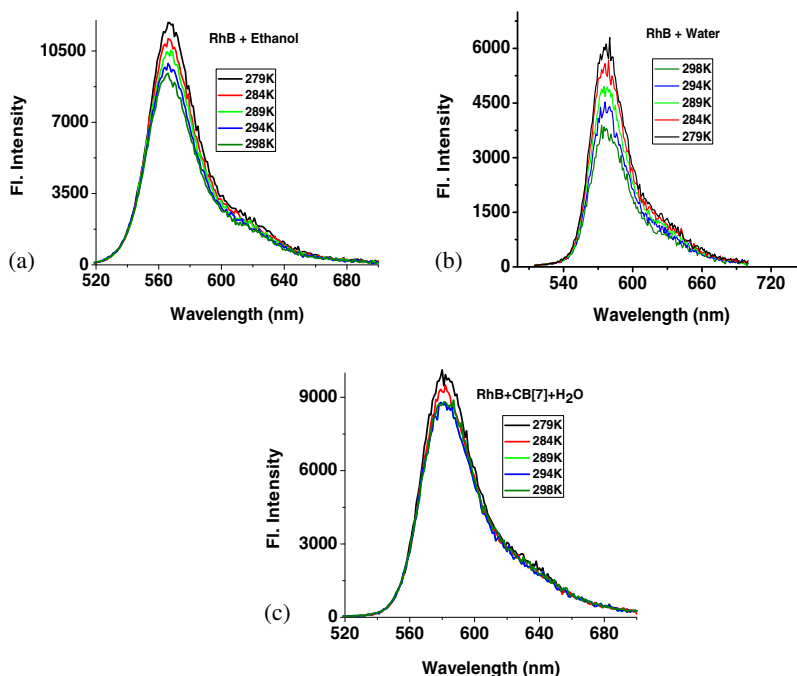 RhB + Ethanol
279K
284K
289K
294K
298K
Fl. Intensity
10500
7000
3500
0
520 560 600 640 680
Wavelength (nm)
(a)
RhB + Water
298K
294K
289K
284K
279K
Fl. Intensity
6000
4500
3000
1500
0
540 600 660 720
Wavelength (nm)
(b)
RhB+CB[7]+H2O
279K
284K
289K
294K
298K
Fl. Intensity
9000
6000
3000
0
520 560 600 640 680
Wavelength (nm)
(c)